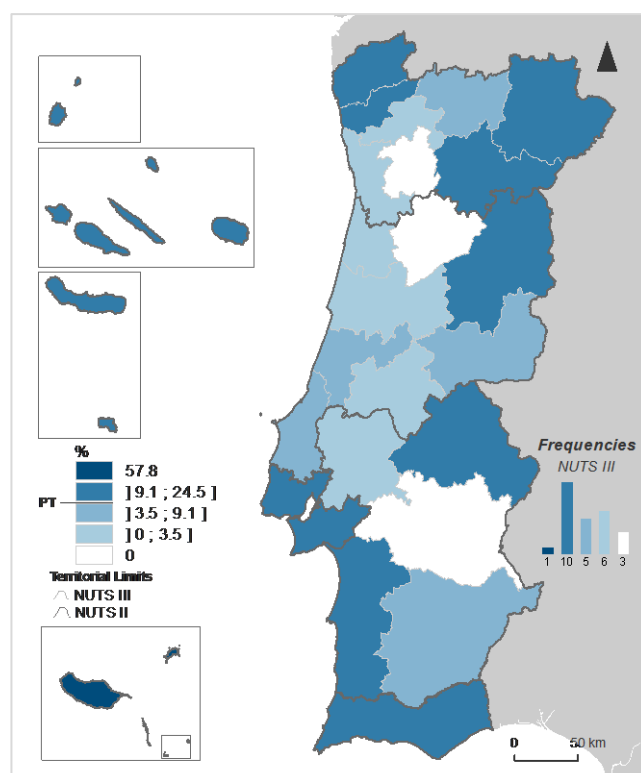 %
57.8
] 9.1 ; 24.5 ]
PT
] 3.5 ; 9.1 ]
] 0 ; 3.5 ]
0
Territorial Limits
NUTS III
NUTS II
Frequencies
NUTS III
1 10 5 6 3
0 50 km